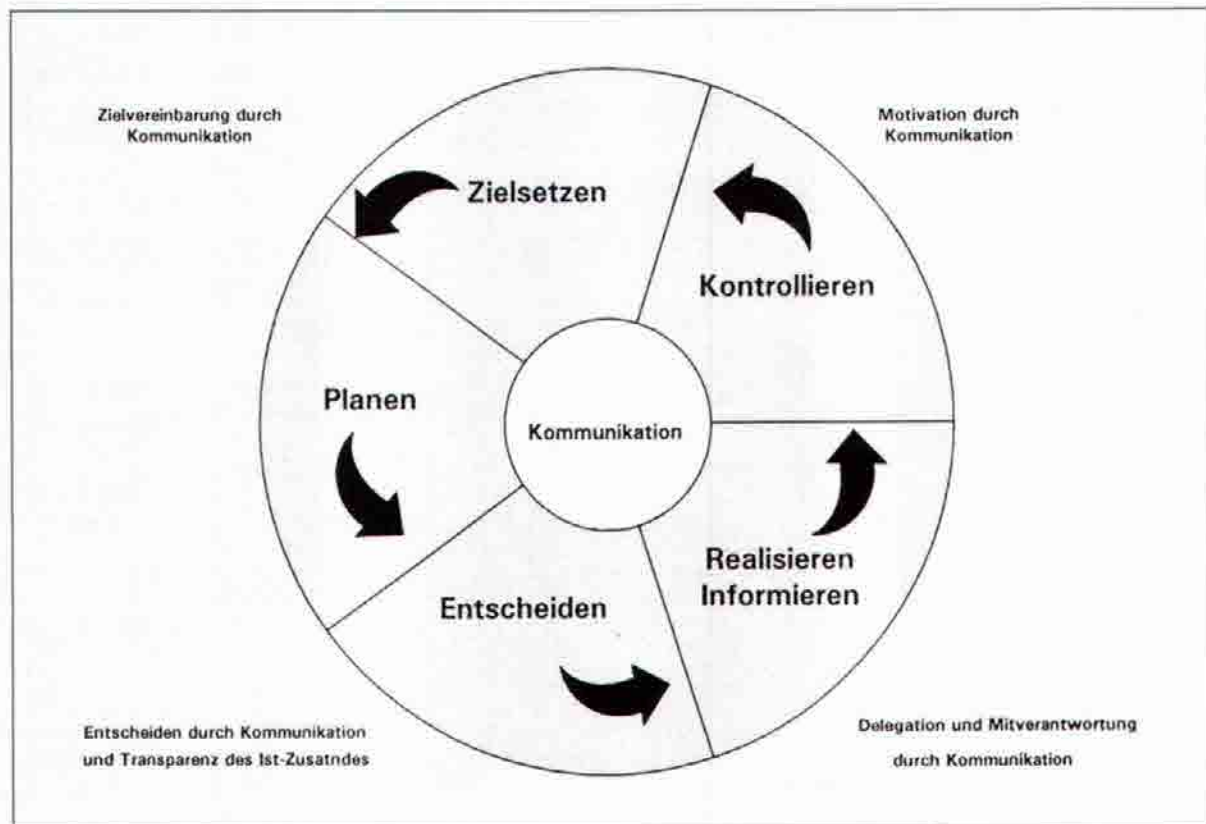 Zielvereinbarung durch
Kommunikation
Motivation durch
Kommunikation
Zielsetzen
Kontrollieren
Planen
Kommunikation
Realisieren
Informieren
Entscheiden
Entscheiden durch Kommunikation
und Transparenz des Ist-Zusatndes
Delegation und Mitverantwortung
durch Kommunikation